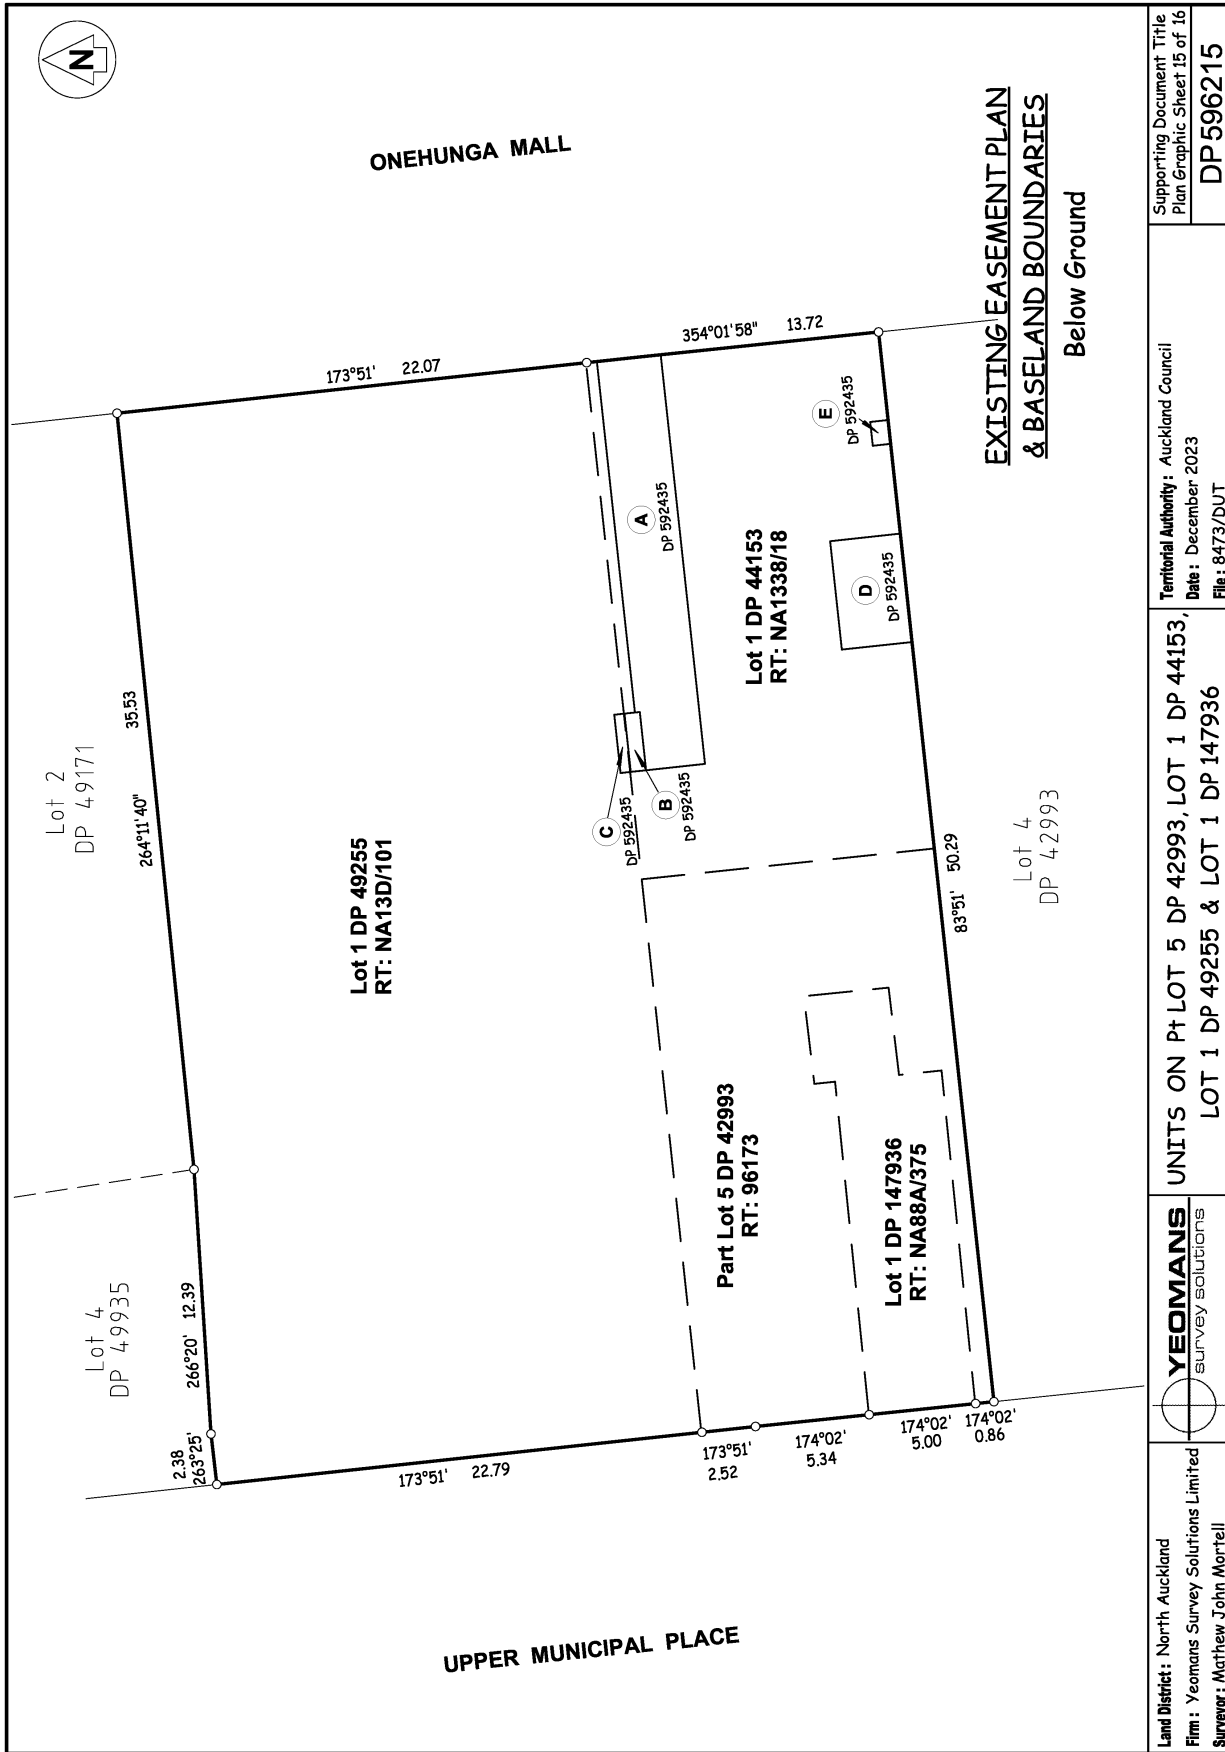 N
ONEHUNGA MALL
UPPER MUNICIPAL PLACE
Lot 4
DP 49935
Lot 2
DP 49171
2.38
263°25'
266°20' 12.39
264°11'40" 35.53
173°51' 22.07
354°01'58" 13.72
173°51' 22.79
173°51'
2.52
174°02'
5.34
174°02'
5.00
174°02'
0.86
83°51' 50.29
Lot 1 DP 49255
RT: NA13D/101
C
DP 592435
B
DP 592435
A
DP 592435
Lot 1 DP 44153
RT: NA1338/18
D
DP 592435
E
DP 592435
Part Lot 5 DP 42993
RT: 96173
Lot 1 DP 147936
RT: NA88A/375
Lot 4
DP 42993
EXISTING EASEMENT PLAN
& BASELAND BOUNDARIES
Below Ground
Land District: North Auckland
Firm: Yeomans Survey Solutions Limited
Surveyor: Mathew John Mortell
YEOMANS
survey solutions
UNITS ON Pt LOT 5 DP 42993, LOT 1 DP 44153,
LOT 1 DP 49255 & LOT 1 DP 147936
Territorial Authority: Auckland Council
Date: December 2023
File: 8473/DUT
Supporting Document Title
Plan Graphic Sheet 15 of 16
DP 596215